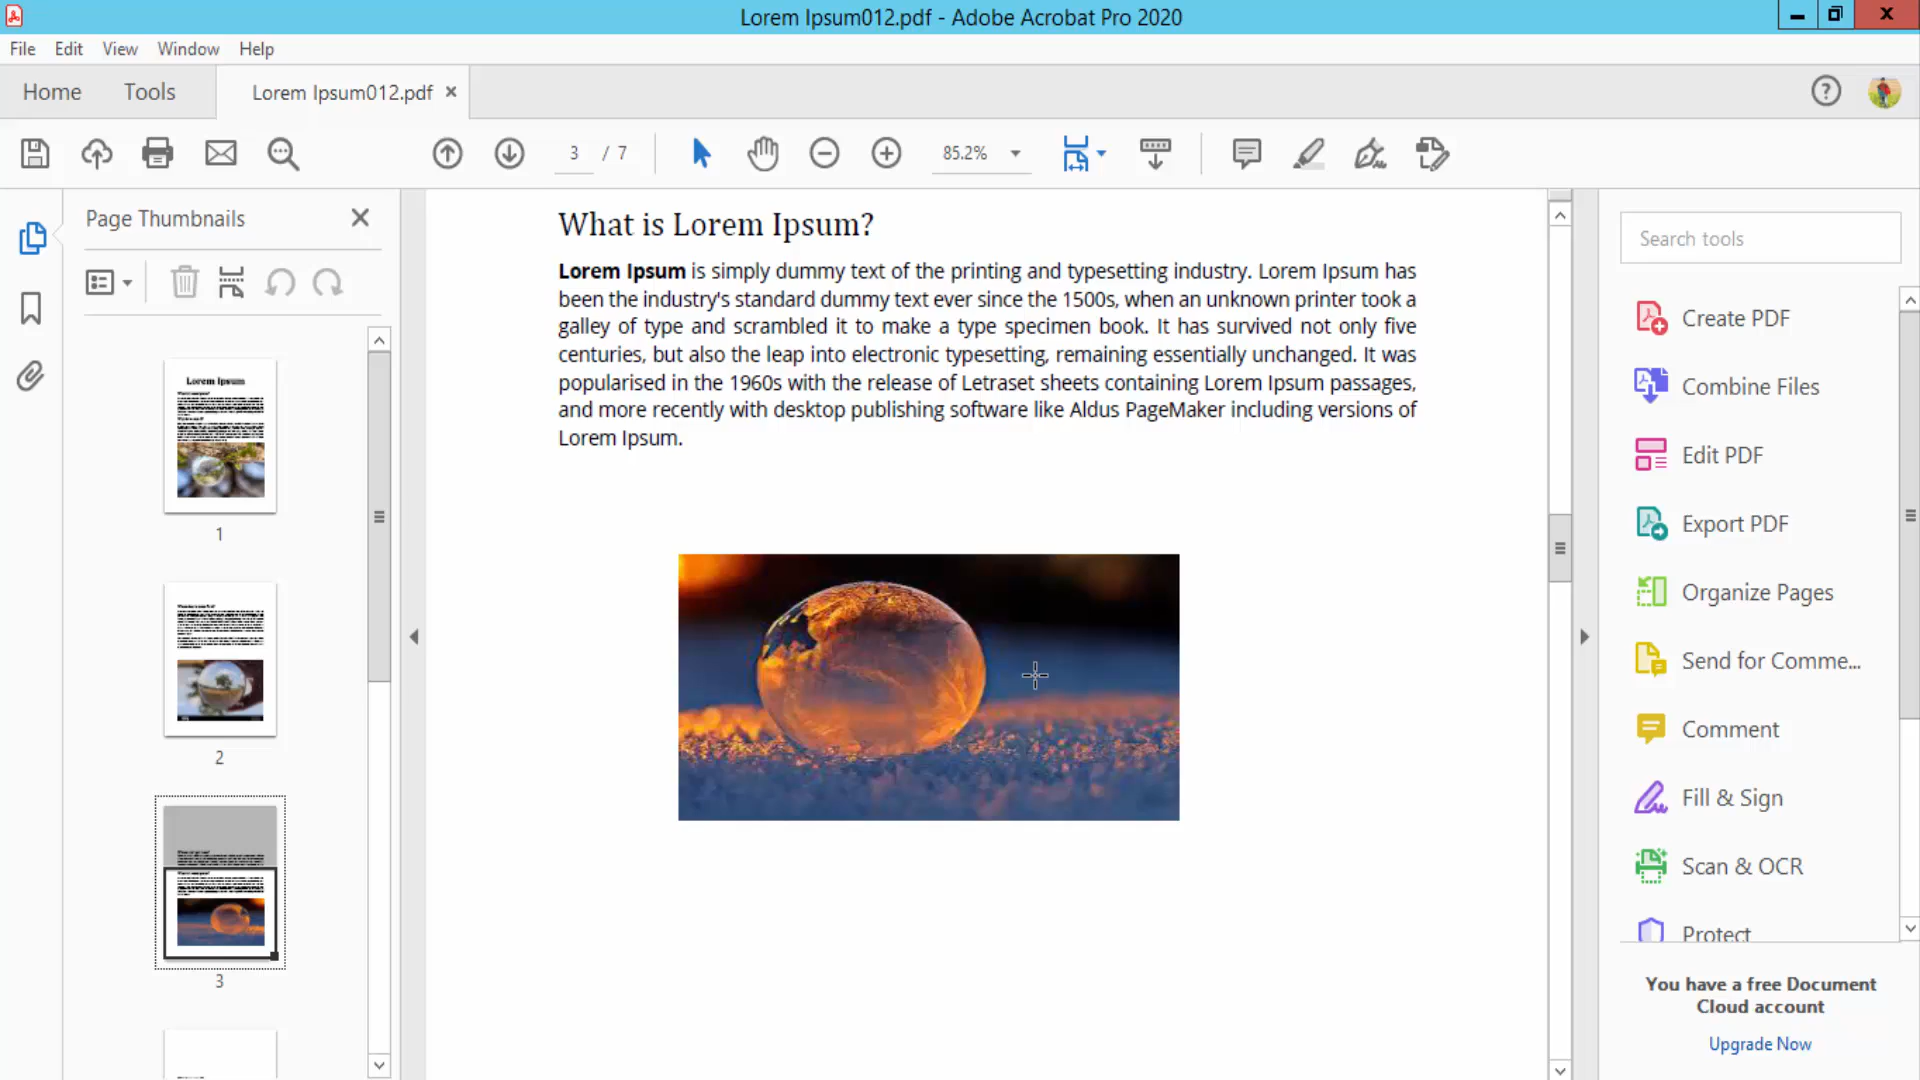 Lorem Ipsum012.pdf - Adobe Acrobat Pro 2020
File Edit View Window Help
Home Tools Lorem Ipsum012.pdf
3 / 7 85.2%
Page Thumbnails
Lorem Ipsum
1
2
3
What is Lorem Ipsum?
Lorem Ipsum is simply dummy text of the printing and typesetting industry. Lorem Ipsum has
been the industry's standard dummy text ever since the 1500s, when an unknown printer took a
galley of type and scrambled it to make a type specimen book. It has survived not only five
centuries, but also the leap into electronic typesetting, remaining essentially unchanged. It was
popularised in the 1960s with the release of Letraset sheets containing Lorem Ipsum passages,
and more recently with desktop publishing software like Aldus PageMaker including versions of
Lorem Ipsum.
Search tools
Create PDF
Combine Files
Edit PDF
Export PDF
Organize Pages
Send for Comme...
Comment
Fill & Sign
Scan & OCR
Protect
You have a free Document
Cloud account
Upgrade Now